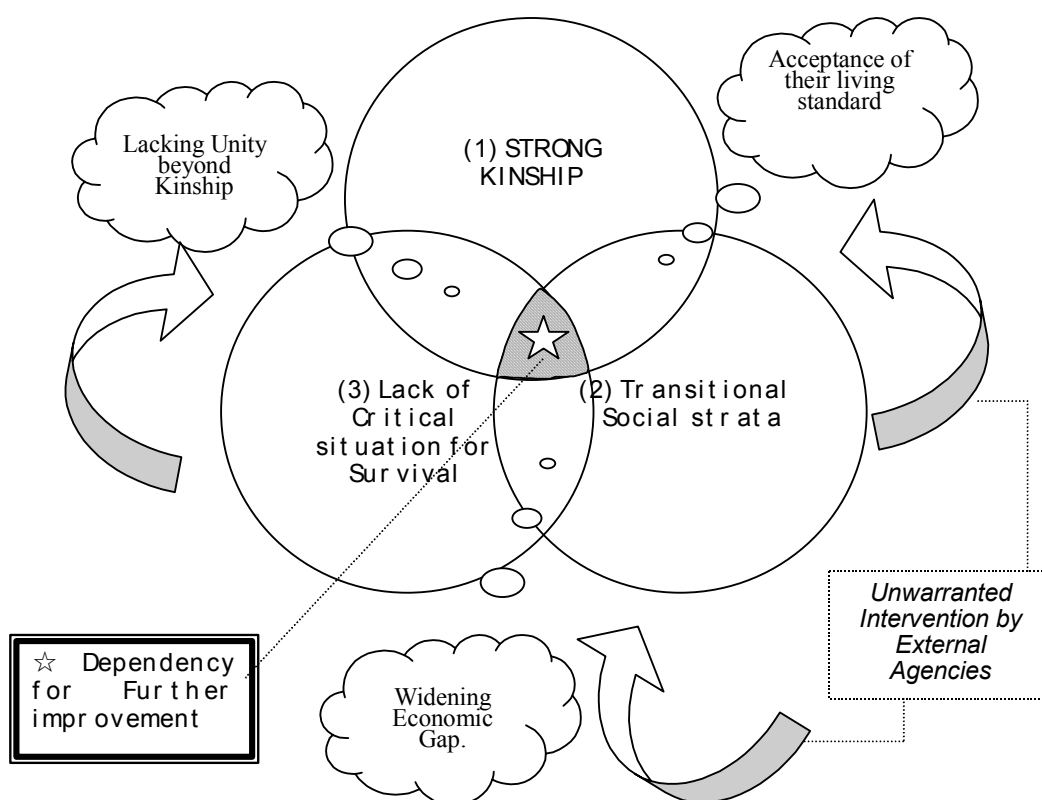 Acceptance of
their living
standard
Lacking Unity
beyond
Kinship
(1) STRONG
KINSHIP
(3) Lack of
Critical
situation for
Survival
(2) Transitional
Social strata
Unwarranted
Intervention by
External
Agencies
☆ Dependency
for Further
improvement
Widening
Economic
Gap.